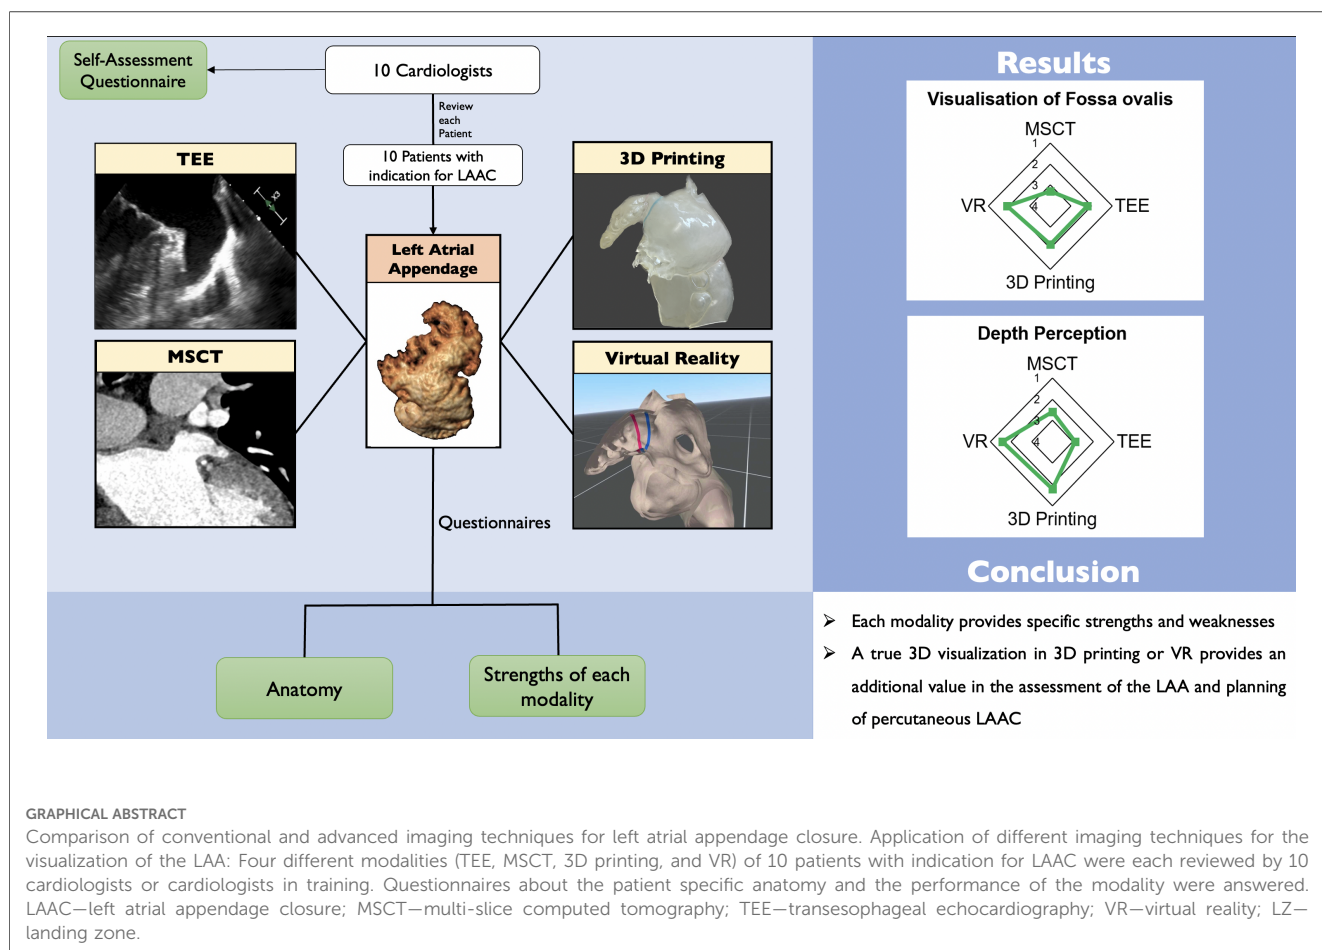 Self-Assessment
Questionnaire
10 Cardiologists
Review
each
Patient
10 Patients with
indication for LAAC
TEE
x3
MSCT
Left Atrial
Appendage
3D Printing
Virtual Reality
Questionnaires
Anatomy
Strengths of each
modality
Results
Visualisation of Fossa ovalis
MSCT
1
2
3
4
VR
TEE
3D Printing
Depth Perception
MSCT
1
2
3
4
VR
TEE
3D Printing
Conclusion
➢ Each modality provides specific strengths and weaknesses
➢ A true 3D visualization in 3D printing or VR provides an
additional value in the assessment of the LAA and planning
of percutaneous LAAC
GRAPHICAL ABSTRACT
Comparison of conventional and advanced imaging techniques for left atrial appendage closure. Application of different imaging techniques for the
visualization of the LAA: Four different modalities (TEE, MSCT, 3D printing, and VR) of 10 patients with indication for LAAC were each reviewed by 10
cardiologists or cardiologists in training. Questionnaires about the patient specific anatomy and the performance of the modality were answered.
LAAC—left atrial appendage closure; MSCT—multi-slice computed tomography; TEE—transesophageal echocardiography; VR—virtual reality; LZ—
landing zone.